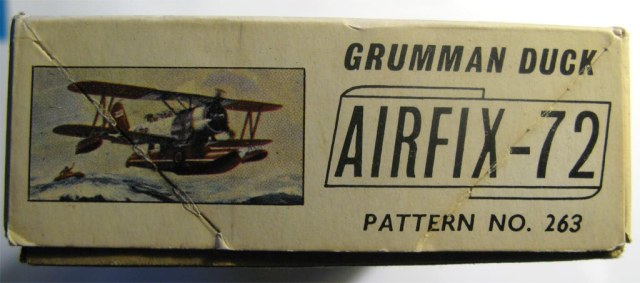 GRUMMAN DUCK
AIRFIX-72
PATTERN NO. 263